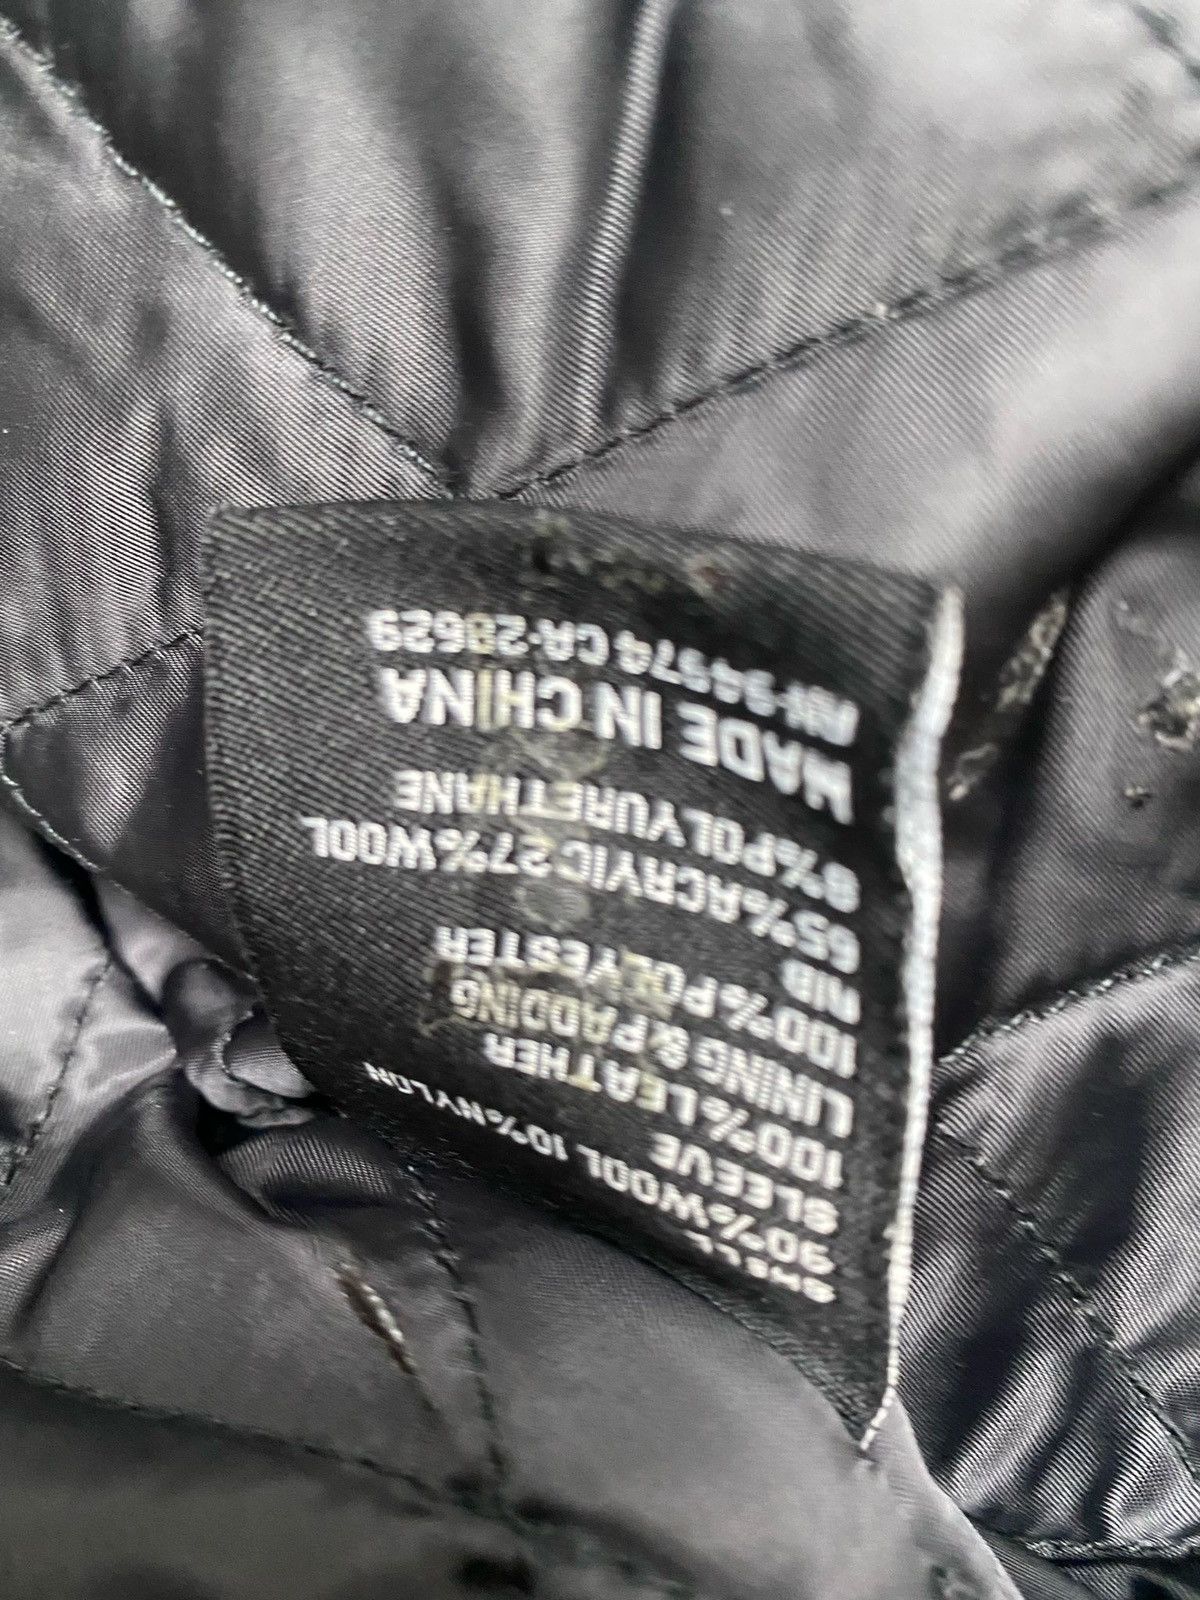 SHELL
90%WOOL 10%NYLON
SLEEVE
100%LEATHER
LINING & PADDING
100%POLYESTER
RIB
65%ACRYIC 27%WOOL
8%POLYURETHANE
MADE IN CHINA
RN-94574 CA-28629